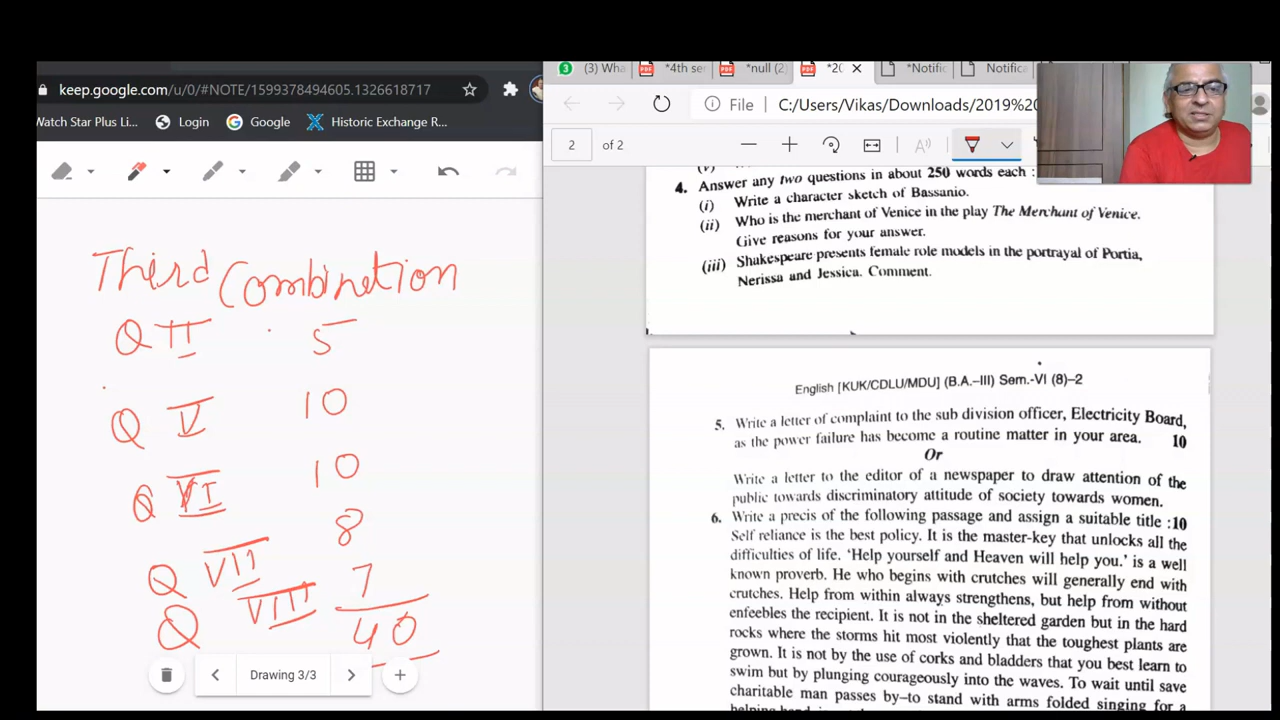 keep.google.com/u/0/#NOTE/1599378494605.1326618717
Watch Star Plus Li...
Login
Google
Historic Exchange R...
Third Combination
Q II 5
Q V 10
Q VI 10
Q VII 8
Q VIII 7
40
Drawing 3/3
3
(3) Wha
*4th se
*null (2)
*20
*Notific
Notifica
File
C:/Users/Vikas/Downloads/2019%20
2 of 2
4. Answer any two questions in about 250 words each :
(i) Write a character sketch of Bassanio.
(ii) Who is the merchant of Venice in the play The Merchant of Venice.
Give reasons for your answer.
(iii) Shakespeare presents female role models in the portrayal of Portia,
Nerissa and Jessica. Comment.
English [KUK/CDLU/MDU] (B.A.–III) Sem.-VI (8)–2
5. Write a letter of complaint to the sub division officer, Electricity Board,
as the power failure has become a routine matter in your area. 10
Or
Write a letter to the editor of a newspaper to draw attention of the
public towards discriminatory attitude of society towards women.
6. Write a precis of the following passage and assign a suitable title :10
Self reliance is the best policy. It is the master-key that unlocks all the
difficulties of life. ‘Help yourself and Heaven will help you.’ is a well
known proverb. He who begins with crutches will generally end with
crutches. Help from within always strengthens, but help from without
enfeebles the recipient. It is not in the sheltered garden but in the hard
rocks where the storms hit most violently that the toughest plants are
grown. It is not by the use of corks and bladders that you best learn to
swim but by plunging courageously into the waves. To wait until save
charitable man passes by–to stand with arms folded singing for a